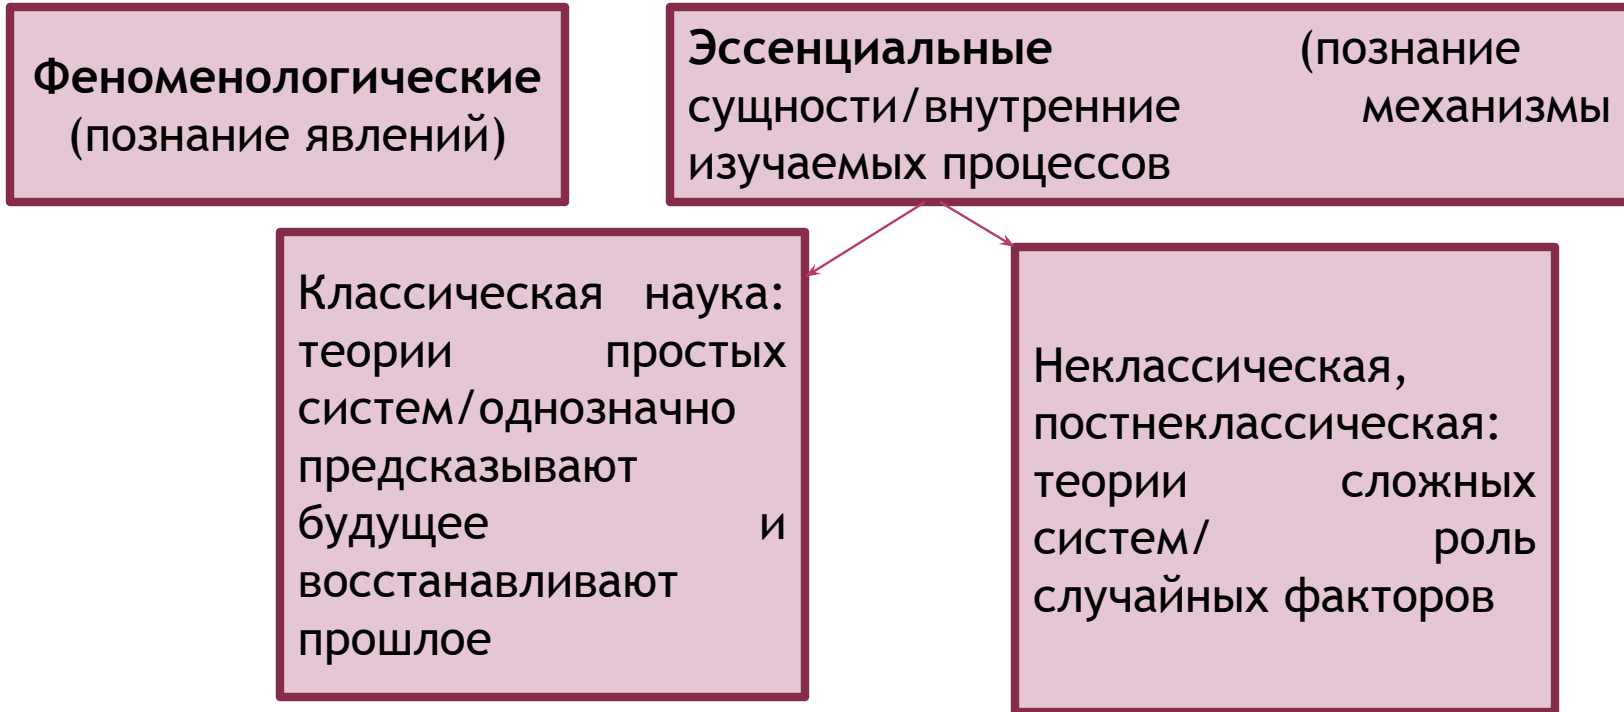 Феноменологические
(познание явлений)
Эссенциальные (познание
сущности/внутренние механизмы
изучаемых процессов
Классическая наука:
теории простых
систем/однозначно
предсказывают
будущее и
восстанавливают
прошлое
Неклассическая,
постнеклассическая:
теории сложных
систем/ роль
случайных факторов